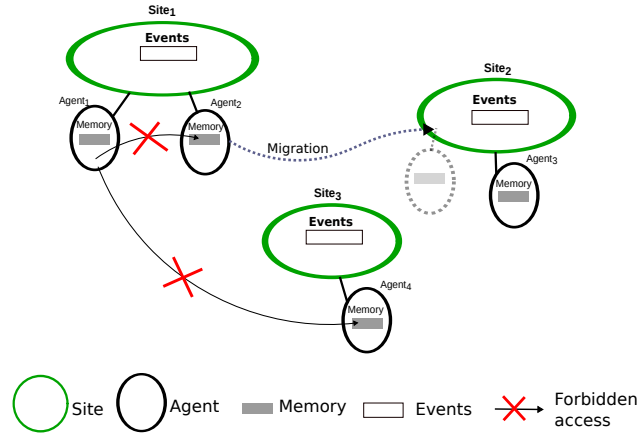 Site1
Events
Agent1
Agent2
Memory
Memory
Migration
Site2
Events
Agent3
Memory
Site3
Events
Agent4
Memory
Site
Agent
Memory
Events
Forbidden
access